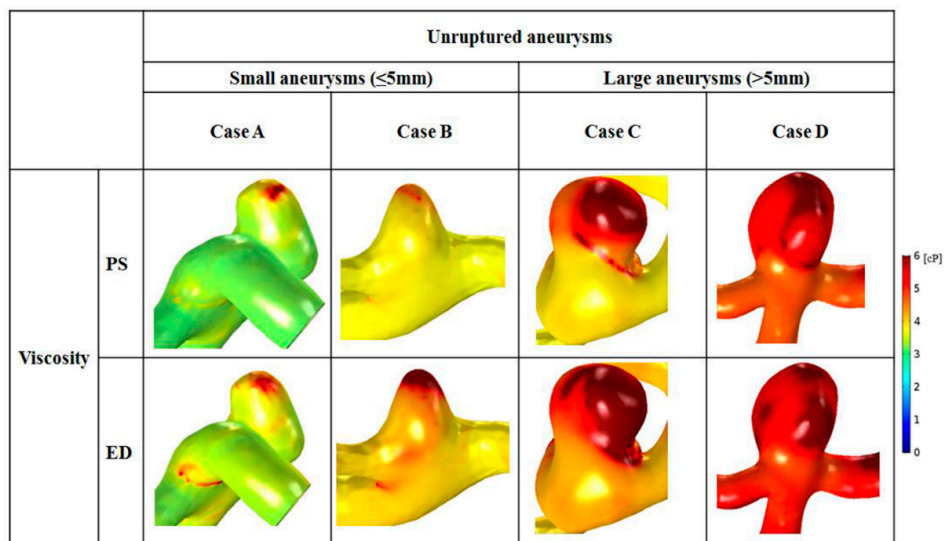 Unruptured aneurysms
Small aneurysms (≤5mm)
Large aneurysms (>5mm)
Case A
Case B
Case C
Case D
Viscosity
PS
ED
6 [cP]
5
4
3
2
1
0